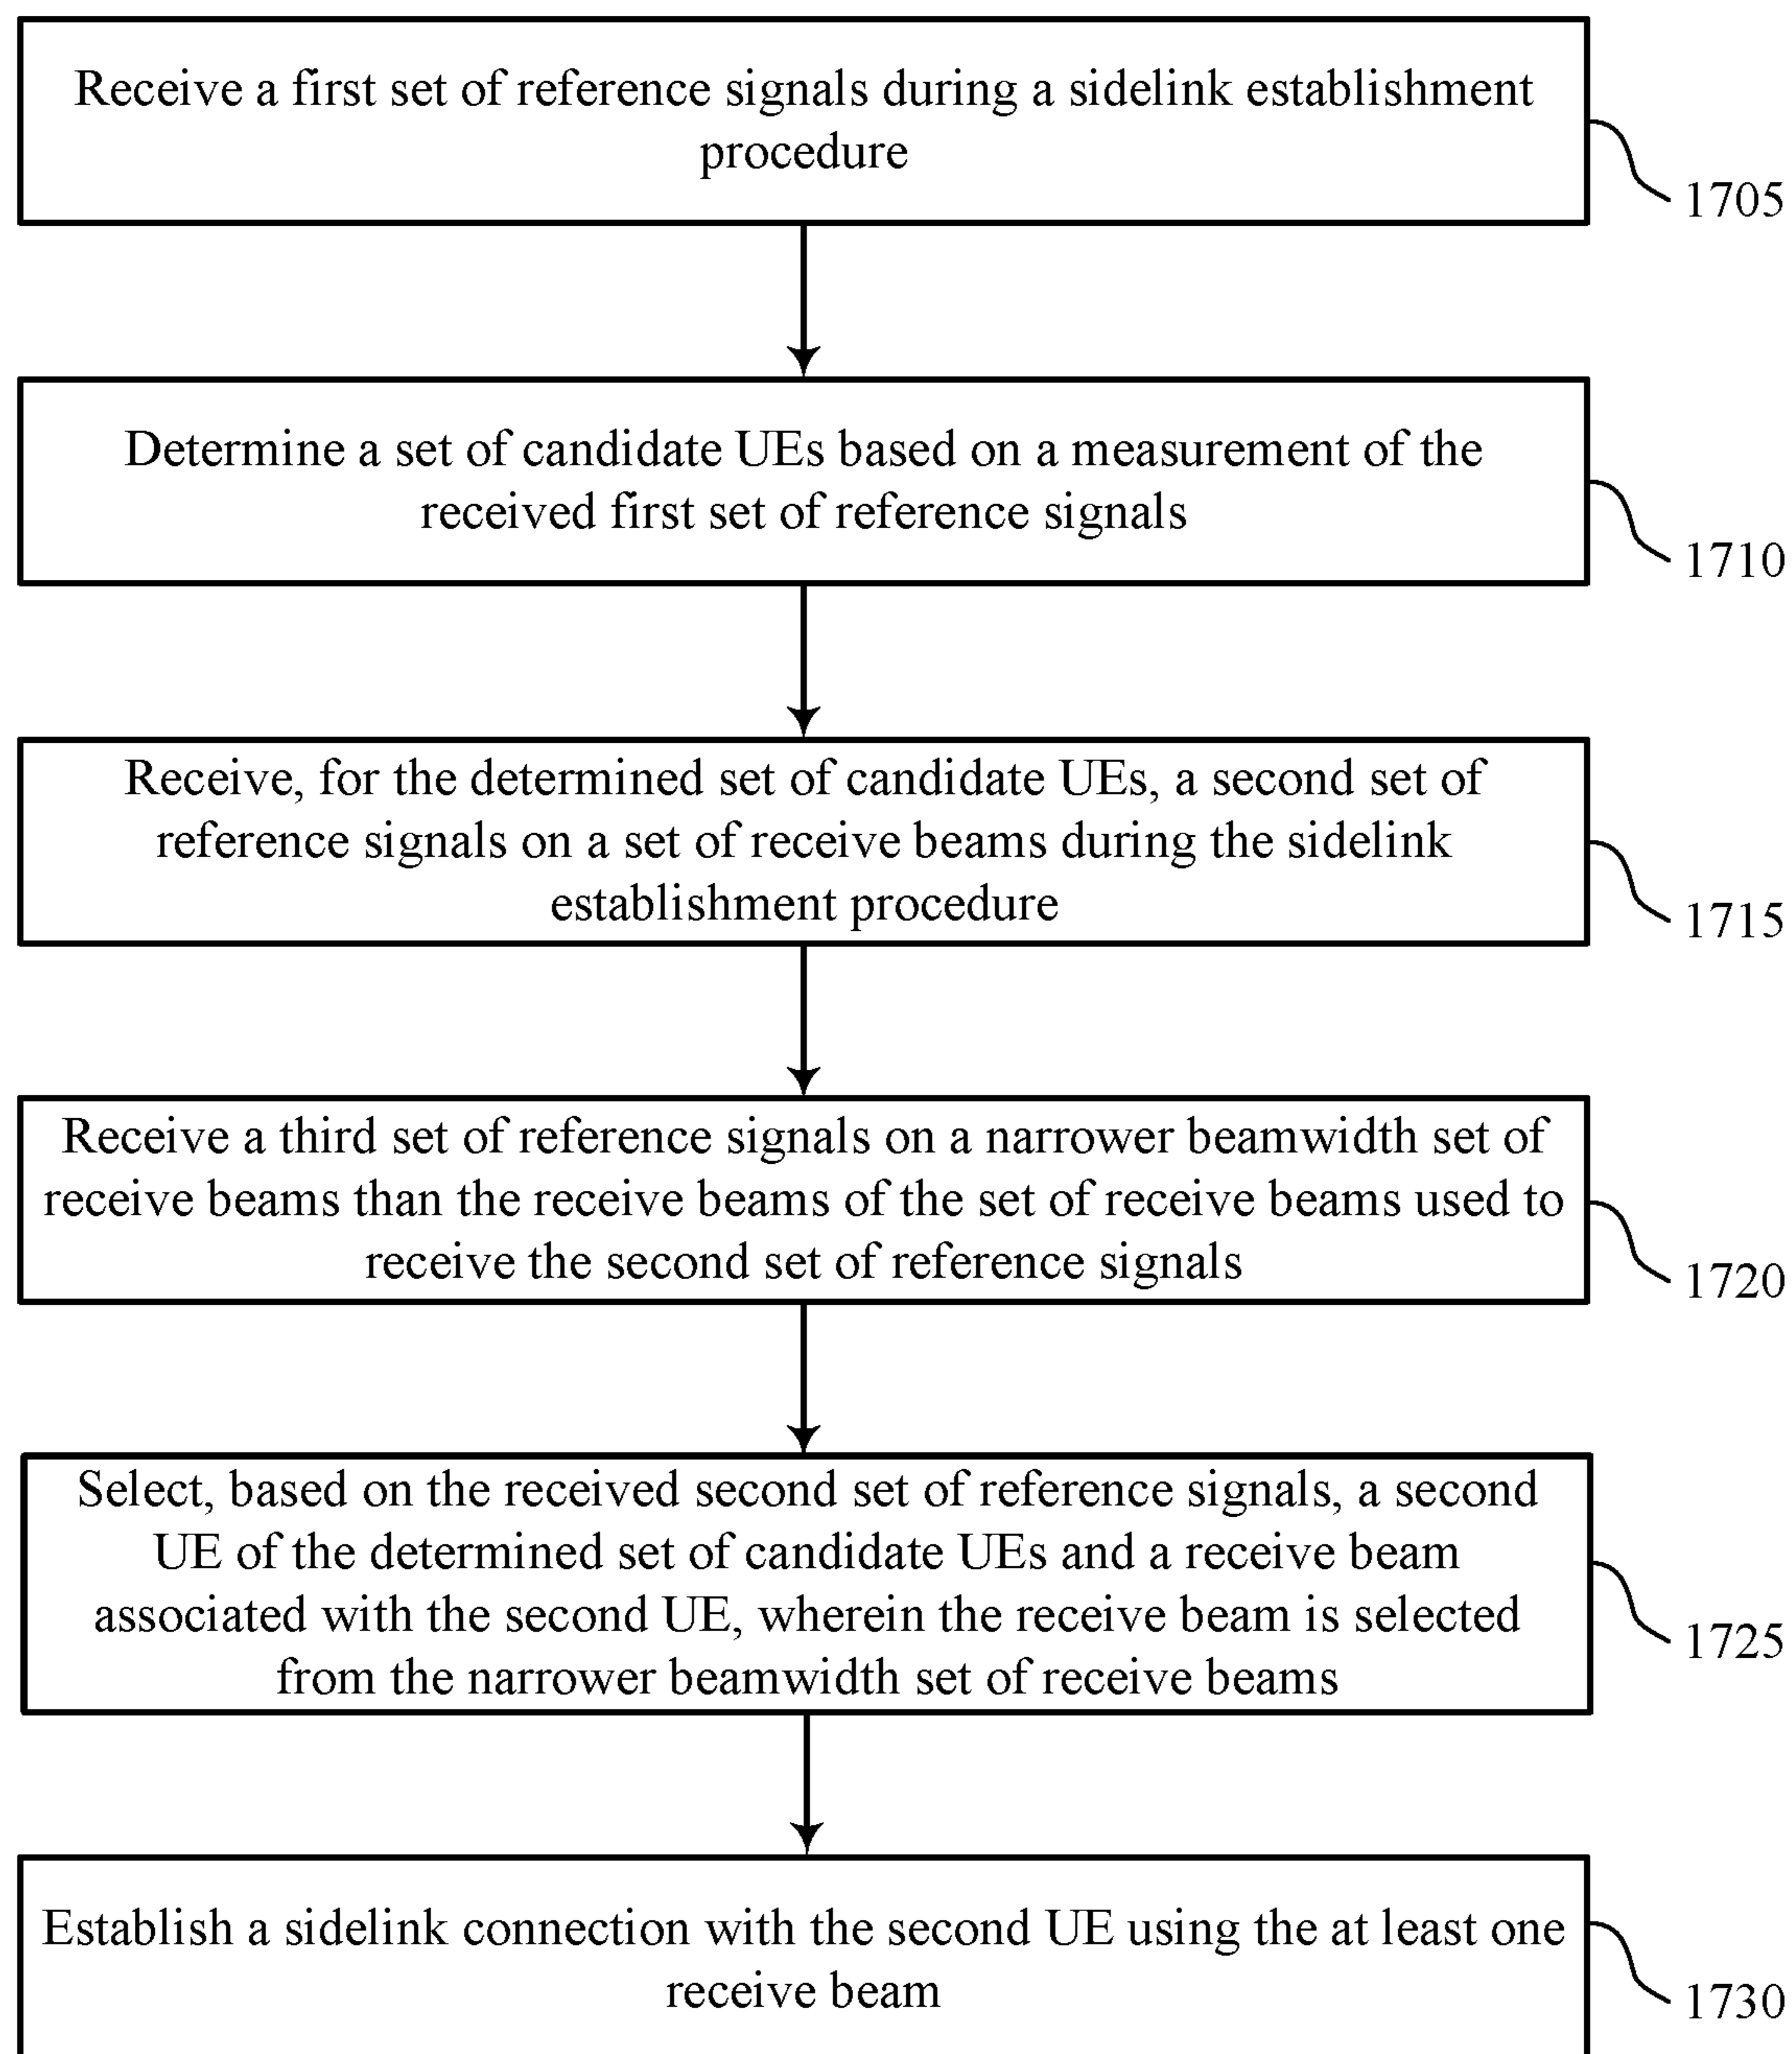 Receive a first set of reference signals during a sidelink establishment
procedure
1705
Determine a set of candidate UEs based on a measurement of the
received first set of reference signals
1710
Receive, for the determined set of candidate UEs, a second set of
reference signals on a set of receive beams during the sidelink
establishment procedure
1715
Receive a third set of reference signals on a narrower beamwidth set of
receive beams than the receive beams of the set of receive beams used to
receive the second set of reference signals
1720
Select, based on the received second set of reference signals, a second
UE of the determined set of candidate UEs and a receive beam
associated with the second UE, wherein the receive beam is selected
from the narrower beamwidth set of receive beams
1725
Establish a sidelink connection with the second UE using the at least one
receive beam
1730